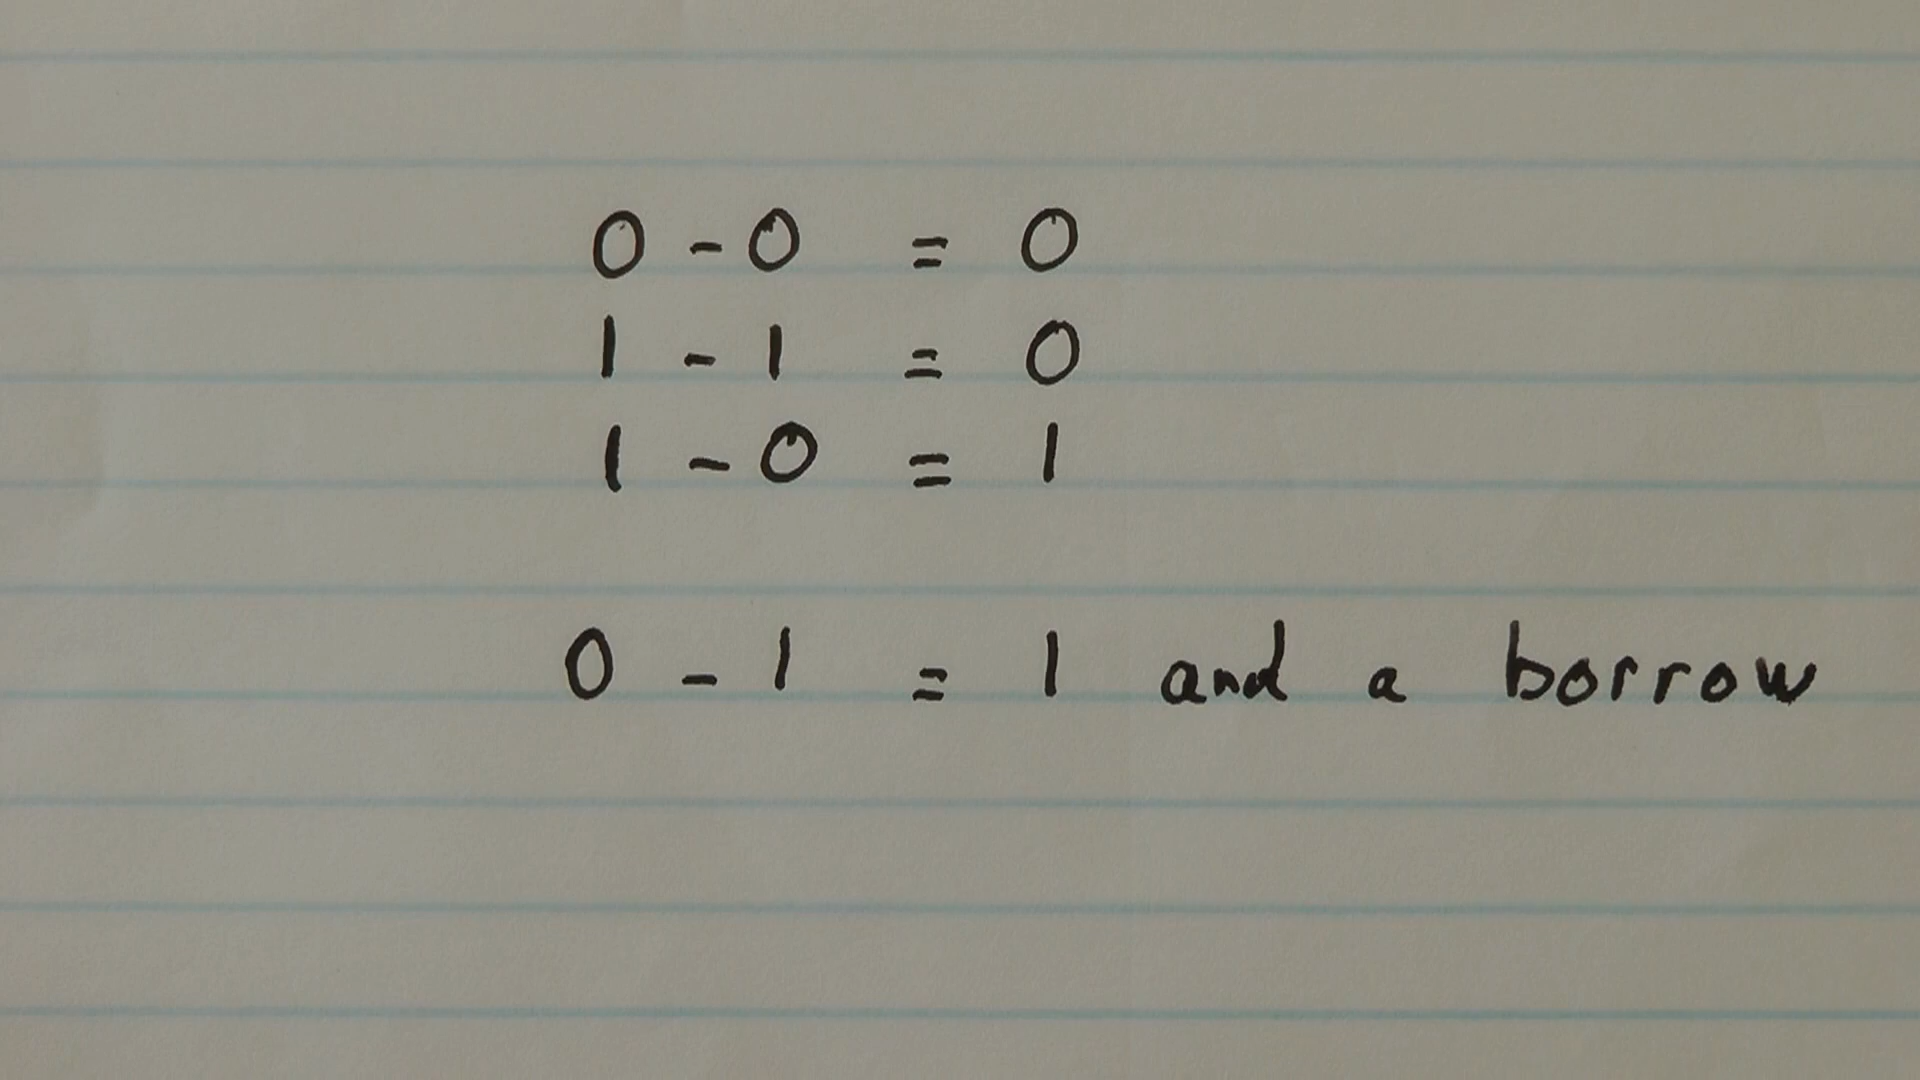 0 - 0 = 0
1 - 1 = 0
1 - 0 = 1
0 - 1 = 1 and a borrow